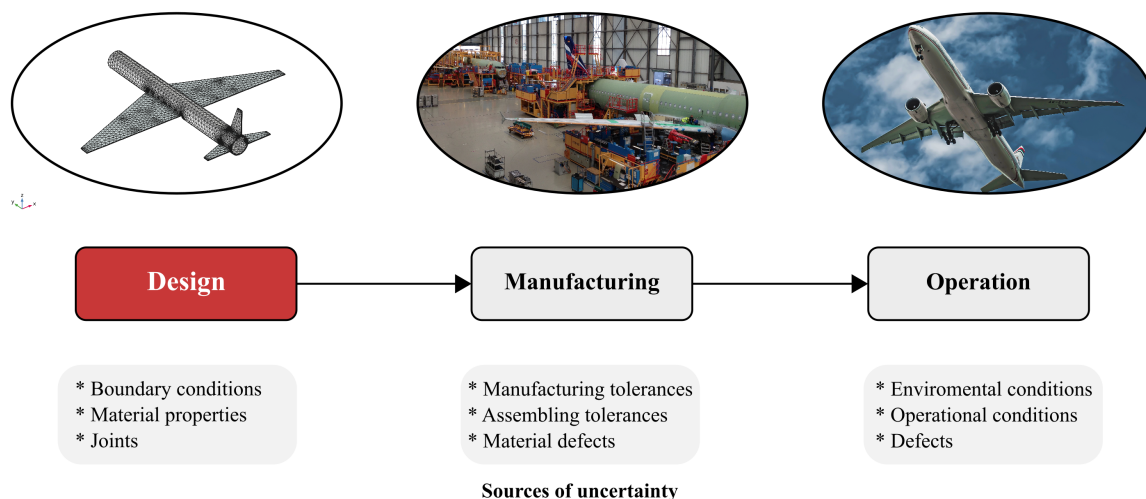 z
y x
Design
Manufacturing
Operation
* Boundary conditions
* Material properties
* Joints
* Manufacturing tolerances
* Assembling tolerances
* Material defects
* Enviromental conditions
* Operational conditions
* Defects
Sources of uncertainty